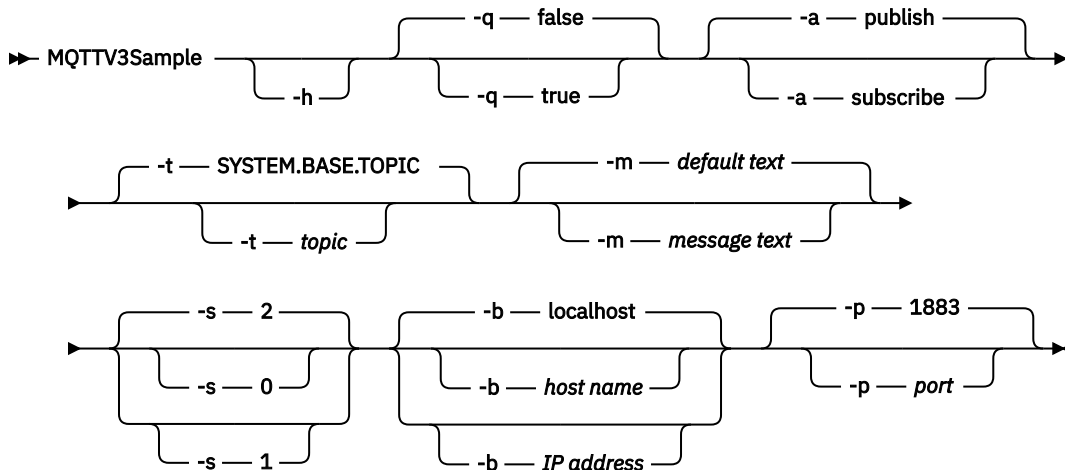 -q false -a publish
MQTTV3Sample
-h -q true -a subscribe
-t SYSTEM.BASE.TOPIC -m default text
-t topic -m message text
-s 2 -b localhost -p 1883
-s 0 -b host name -p port
-s 1 -b IP address